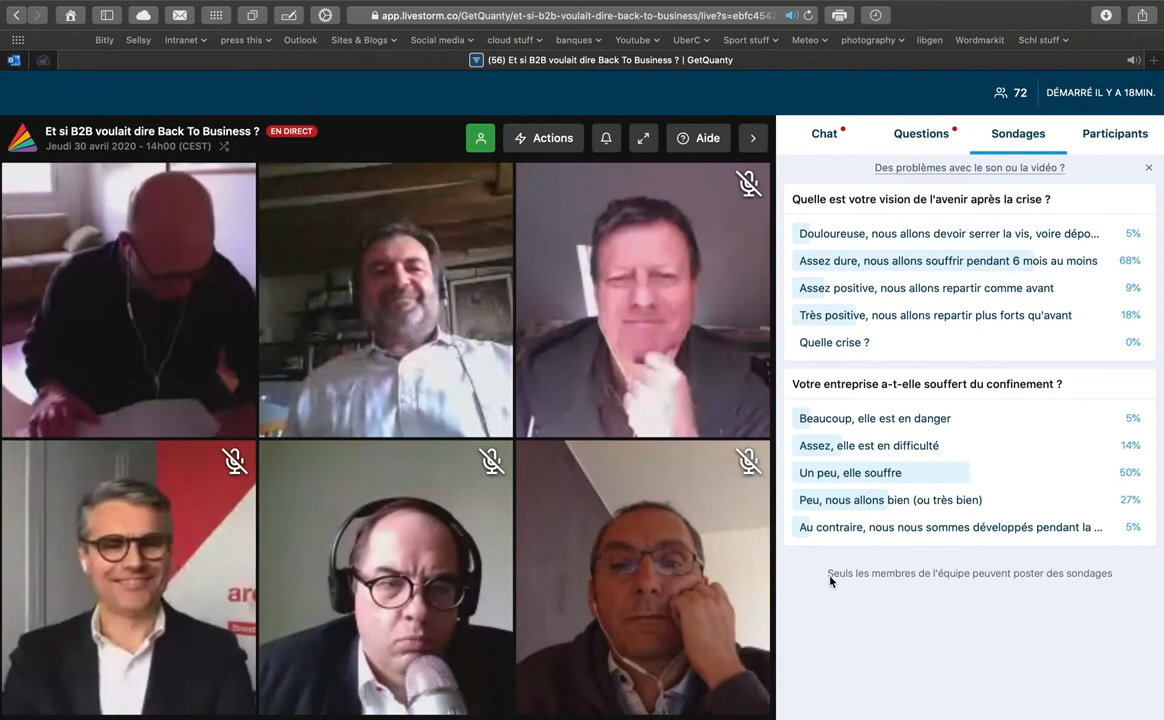 app.livestorm.co/GetQuanty/et-si-b2b-voulait-dire-back-to-business/live?s=ebfc4542
Bitly Sellsy Intranet press this Outlook Sites & Blogs Social media cloud stuff banques Youtube UberC Sport stuff Meteo photography libgen Wordmarkit Schl stuff
(56) Et si B2B voulait dire Back To Business ? | GetQuanty
72 DÉMARRÉ IL Y A 18MIN.
Et si B2B voulait dire Back To Business ? EN DIRECT
Jeudi 30 avril 2020 - 14h00 (CEST)
Actions
Aide
Chat Questions Sondages Participants
Des problèmes avec le son ou la vidéo ?
Quelle est votre vision de l'avenir après la crise ?
Douloureuse, nous allons devoir serrer la vis, voire dépo... 5%
Assez dure, nous allons souffrir pendant 6 mois au moins 68%
Assez positive, nous allons repartir comme avant 9%
Très positive, nous allons repartir plus forts qu'avant 18%
Quelle crise ? 0%
Votre entreprise a-t-elle souffert du confinement ?
Beaucoup, elle est en danger 5%
Assez, elle est en difficulté 14%
Un peu, elle souffre 50%
Peu, nous allons bien (ou très bien) 27%
Au contraire, nous nous sommes développés pendant la ... 5%
Seuls les membres de l'équipe peuvent poster des sondages